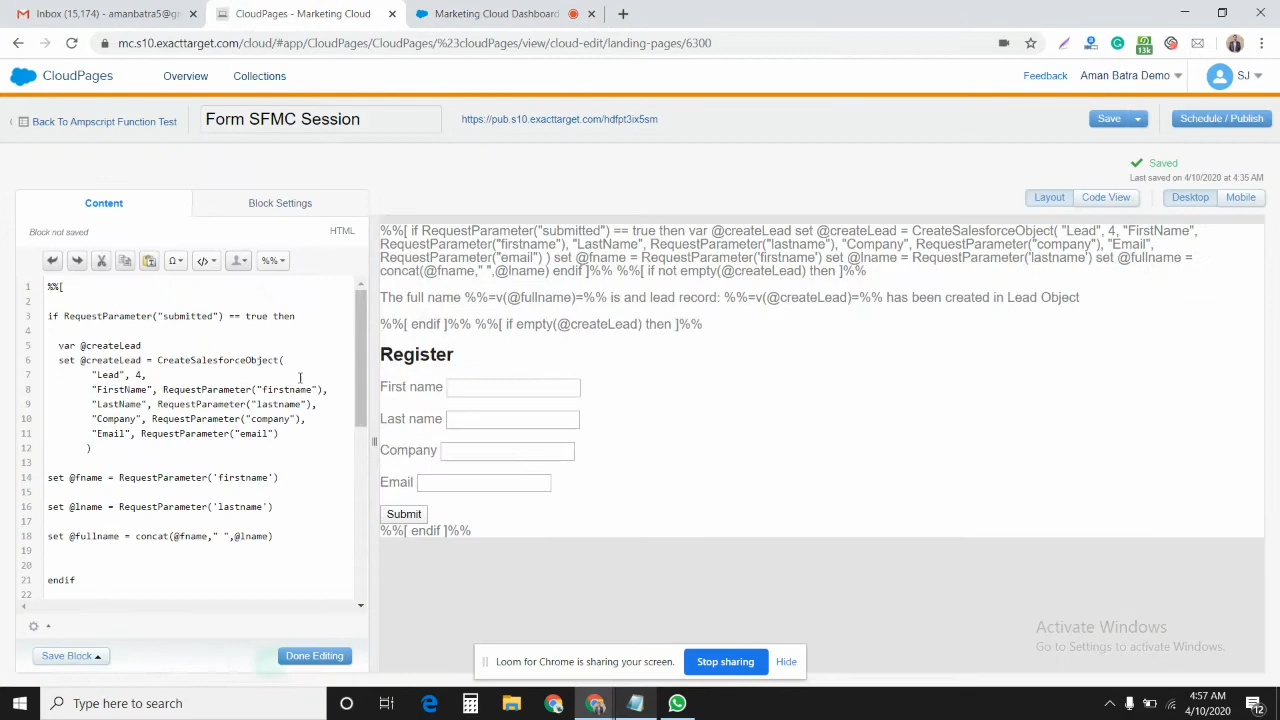 Inbox (15,174) - amanbatra5@g
CloudPages - Marketing Cloud
Marketing Cloud Dashboard
mc.s10.exacttarget.com/cloud/#app/CloudPages/CloudPages/%23cloudPages/view/cloud-edit/landing-pages/6300
13k
CloudPages Overview Collections Feedback Aman Batra Demo SJ
Back To Ampscript Function Test Form SFMC Session https://pub.s10.exacttarget.com/hdfpt3ix5sm Save Schedule / Publish
Saved
Last saved on 4/10/2020 at 4:35 AM
Content Block Settings Layout Code View Desktop Mobile
Block not saved HTML
Ω </> %%
1 %%[
2
3 if RequestParameter("submitted") == true then
4
5 var @createLead
6 set @createLead = CreateSalesforceObject(
7 "Lead", 4,
8 "FirstName", RequestParameter("firstname"),
9 "LastName", RequestParameter("lastname"),
10 "Company", RequestParameter("company"),
11 "Email", RequestParameter("email")
12 )
13
14 set @fname = RequestParameter('firstname')
15
16 set @lname = RequestParameter('lastname')
17
18 set @fullname = concat(@fname," ",@lname)
19
20
21 endif
22
Save Block Done Editing
%%[ if RequestParameter("submitted") == true then var @createLead set @createLead = CreateSalesforceObject( "Lead", 4, "FirstName",
RequestParameter("firstname"), "LastName", RequestParameter("lastname"), "Company", RequestParameter("company"), "Email",
RequestParameter("email") ) set @fname = RequestParameter('firstname') set @lname = RequestParameter('lastname') set @fullname =
concat(@fname," ",@lname) endif ]%% %%[ if not empty(@createLead) then ]%%
The full name %%=v(@fullname)=%% is and lead record: %%=v(@createLead)=%% has been created in Lead Object
%%[ endif ]%% %%[ if empty(@createLead) then ]%%
Register
First name
Last name
Company
Email
Submit
%%[ endif ]%%
Activate Windows
Go to Settings to activate Windows.
Loom for Chrome is sharing your screen. Stop sharing Hide
Type here to search
4:57 AM
4/10/2020
12